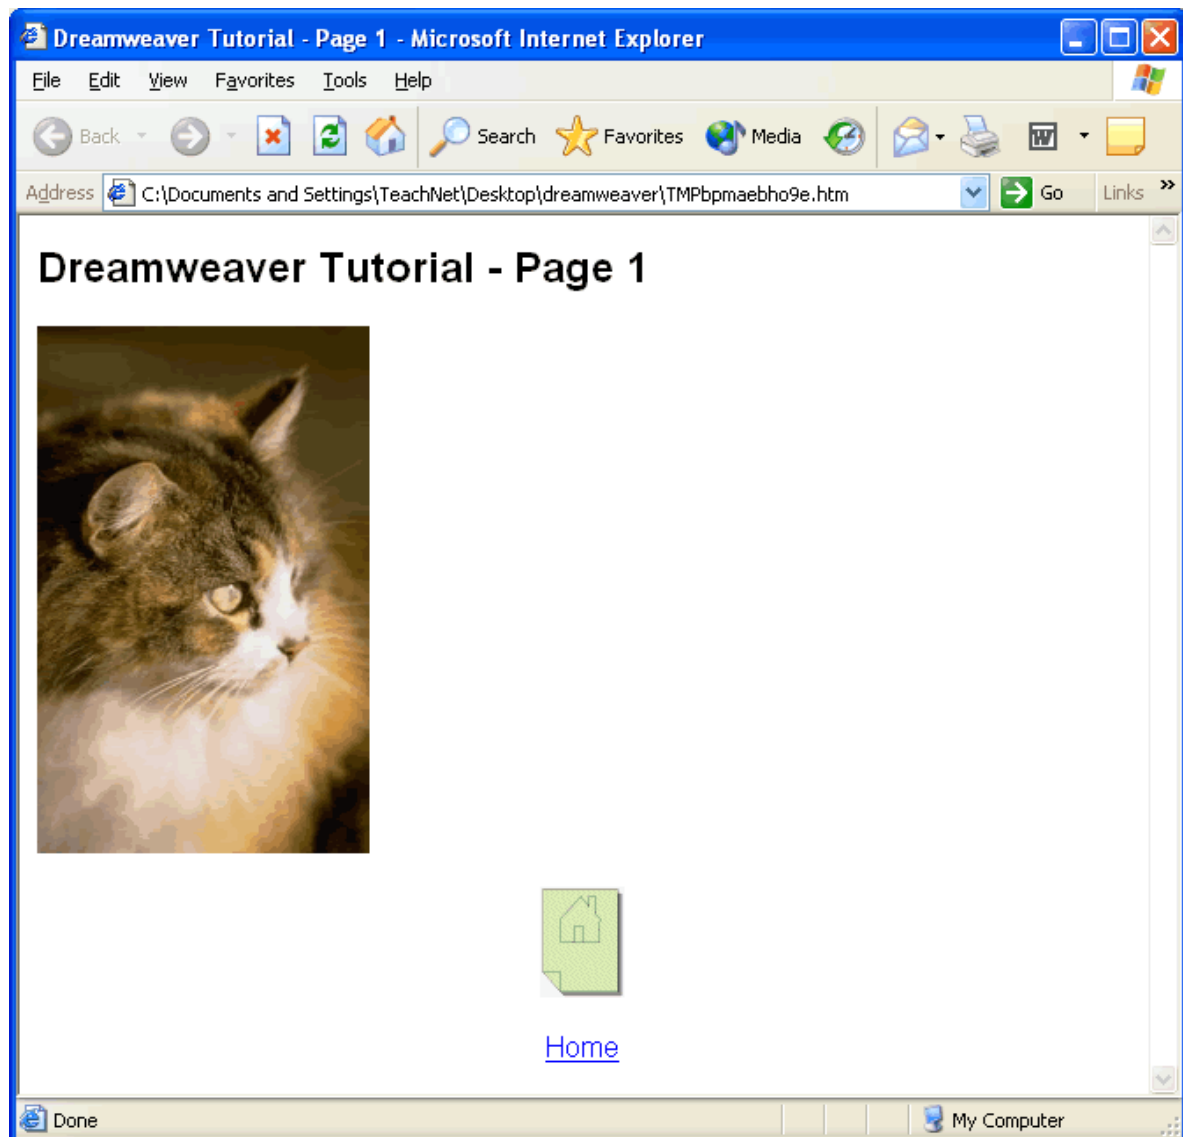 Dreamweaver Tutorial - Page 1 - Microsoft Internet Explorer
File Edit View Favorites Tools Help
Back Search Favorites Media W
Address C:\Documents and Settings\TeachNet\Desktop\dreamweaver\TMPbpmaebho9e.htm Go Links »
Dreamweaver Tutorial - Page 1
Home
Done My Computer